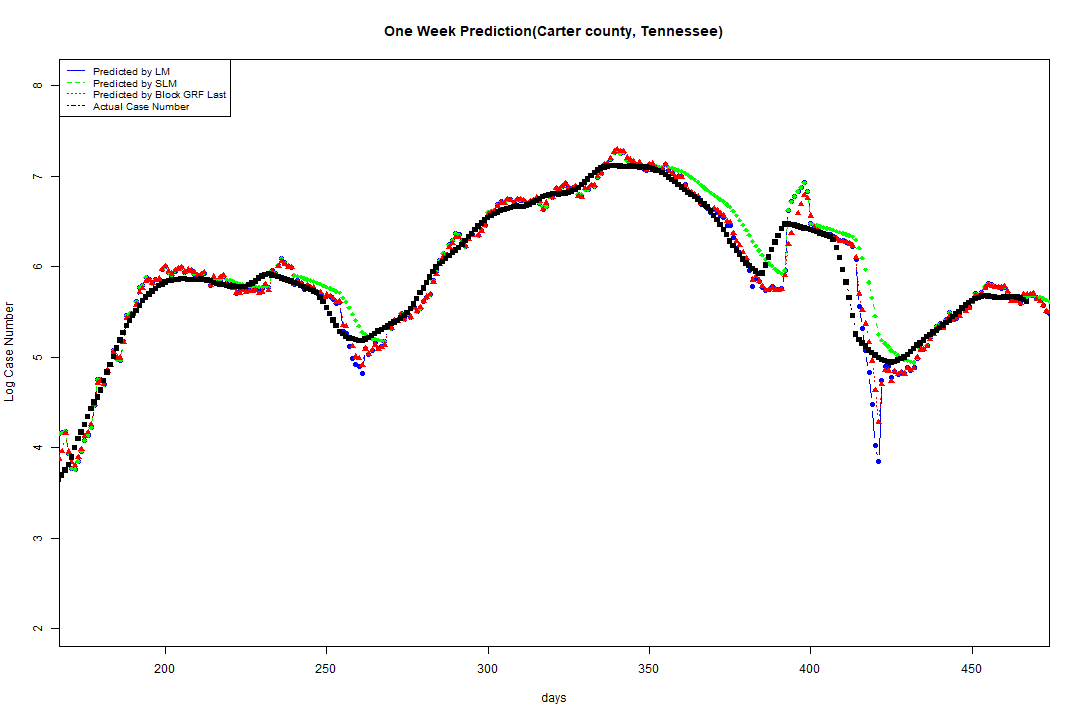 One Week Prediction(Carter county, Tennessee)
Predicted by LM
Predicted by SLM
Predicted by Block GRF Last
Actual Case Number
8
7
6
5
4
3
2
Log Case Number
200 250 300 350 400 450
days